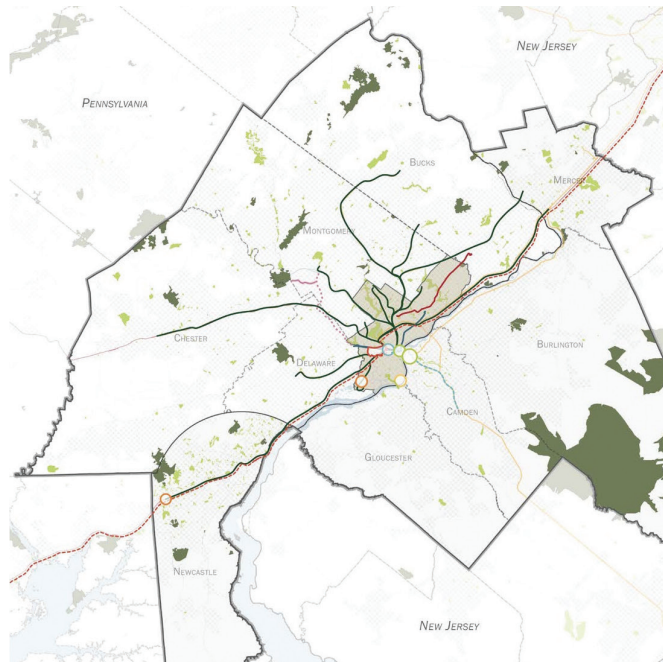 NEW JERSEY
PENNSYLVANIA
BUCKS
MERCER
MONTGOMERY
CHESTER
DELAWARE
BURLINGTON
CAMDEN
GLOUCESTER
NEWCASTLE
NEW JERSEY